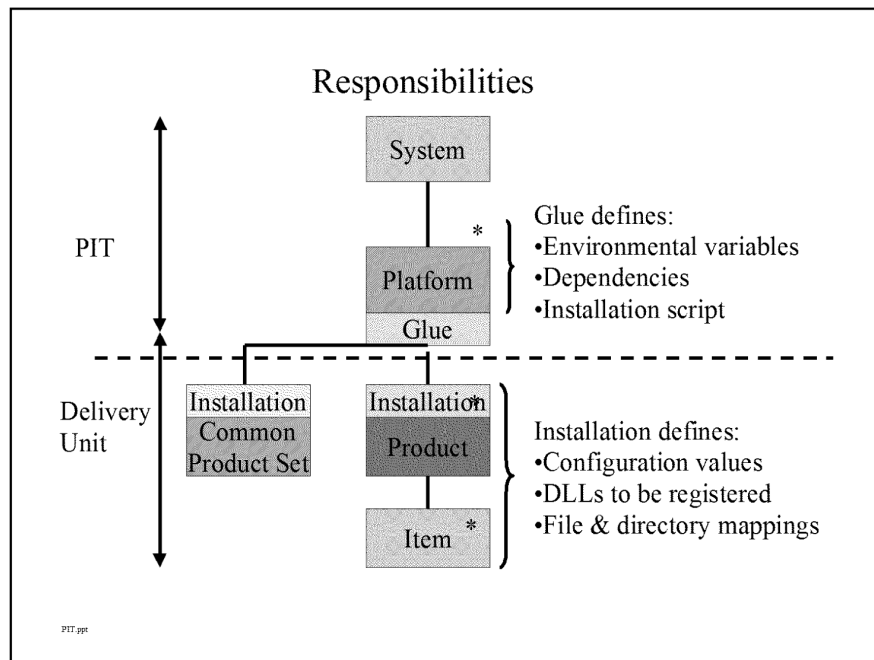 Responsibilities
System
PIT
*
Platform
Glue
Glue defines:
•Environmental variables
•Dependencies
•Installation script
Delivery
Unit
Installation
Common
Product Set
Installation
*
Product
Item
*
Installation defines:
•Configuration values
•DLLs to be registered
•File & directory mappings
PIT.ppt